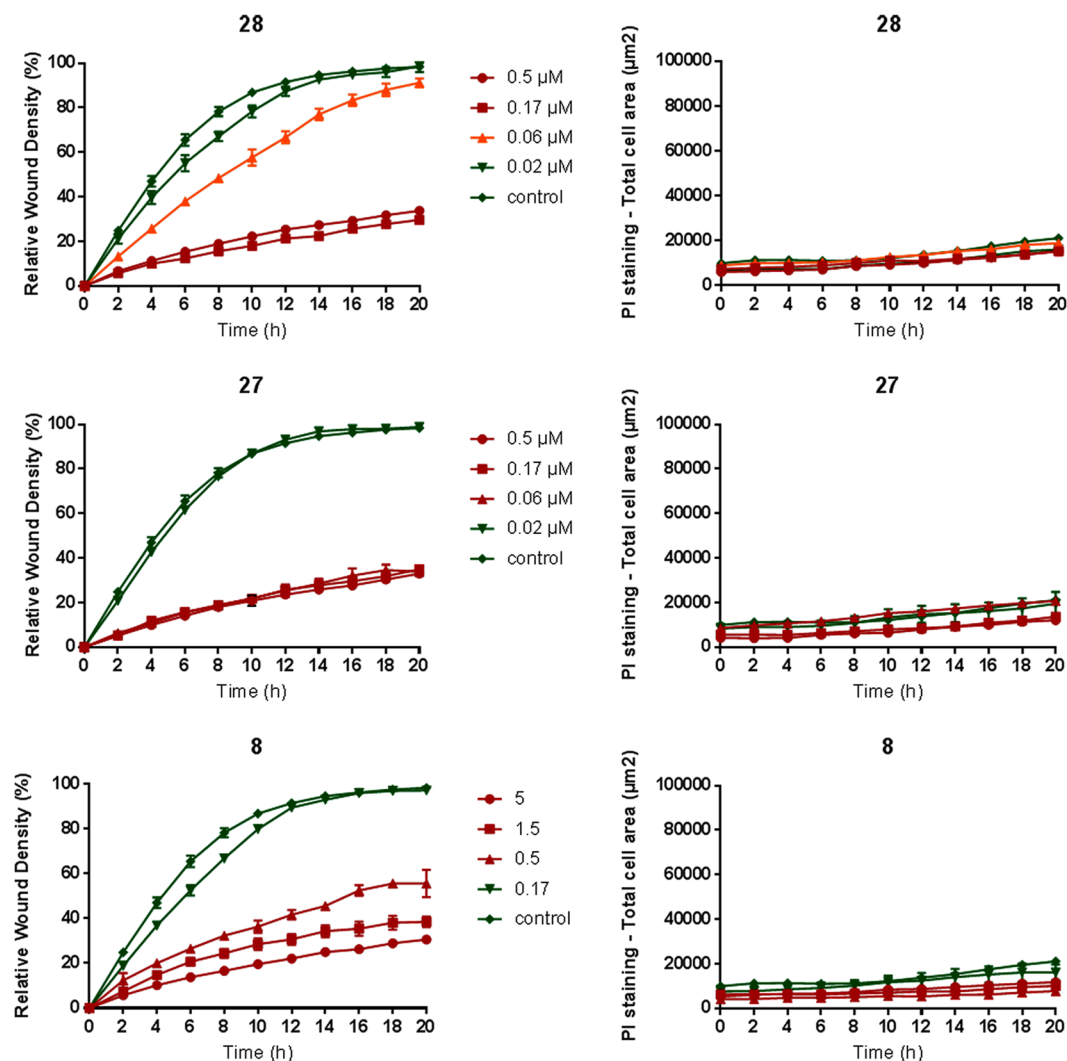 28
Relative Wound Density (%)
100
80
60
40
20
0
0 2 4 6 8 10 12 14 16 18 20
Time (h)
0.5 µM
0.17 µM
0.06 µM
0.02 µM
control
28
PI staining - Total cell area (µm2)
100000
80000
60000
40000
20000
0
0 2 4 6 8 10 12 14 16 18 20
Time (h)
27
Relative Wound Density (%)
100
80
60
40
20
0
0 2 4 6 8 10 12 14 16 18 20
Time (h)
0.5 µM
0.17 µM
0.06 µM
0.02 µM
control
27
PI staining - Total cell area (µm2)
100000
80000
60000
40000
20000
0
0 2 4 6 8 10 12 14 16 18 20
Time (h)
8
Relative Wound Density (%)
100
80
60
40
20
0
0 2 4 6 8 10 12 14 16 18 20
Time (h)
5
1.5
0.5
0.17
control
8
PI staining - Total cell area (µm2)
100000
80000
60000
40000
20000
0
0 2 4 6 8 10 12 14 16 18 20
Time (h)